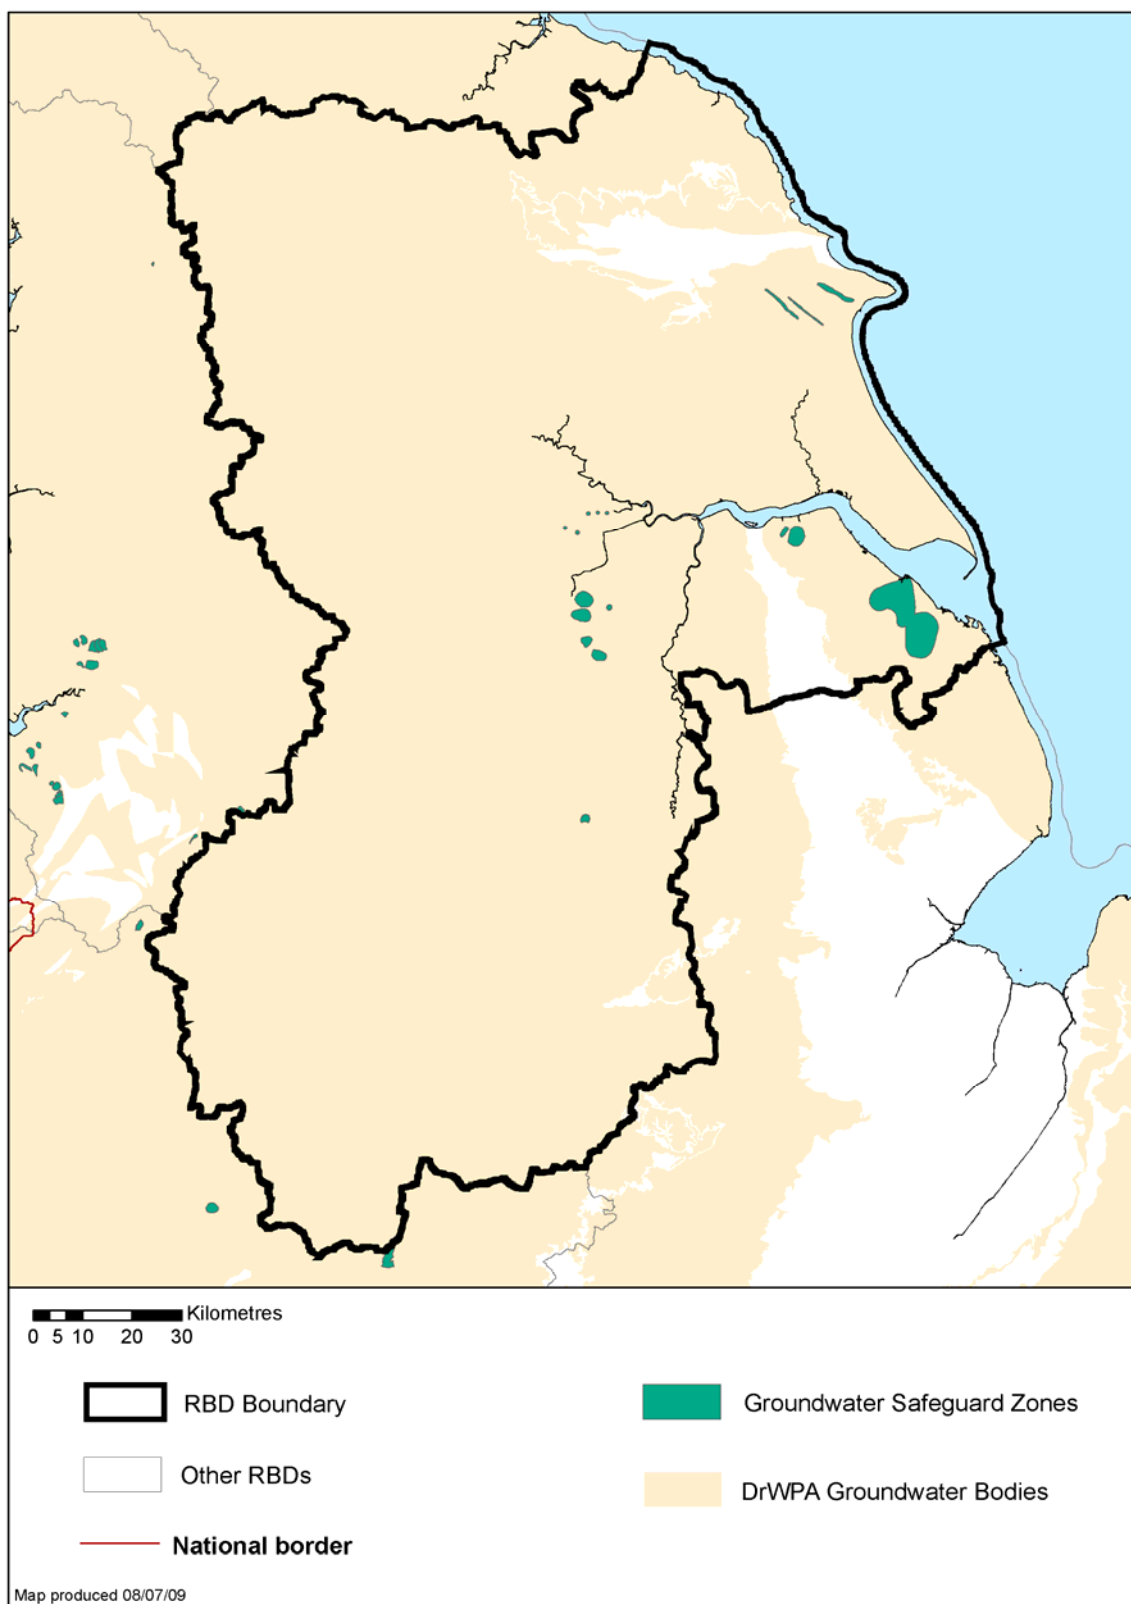 Kilometres
0 5 10 20 30
RBD Boundary
Groundwater Safeguard Zones
Other RBDs
DrWPA Groundwater Bodies
National border
Map produced 08/07/09